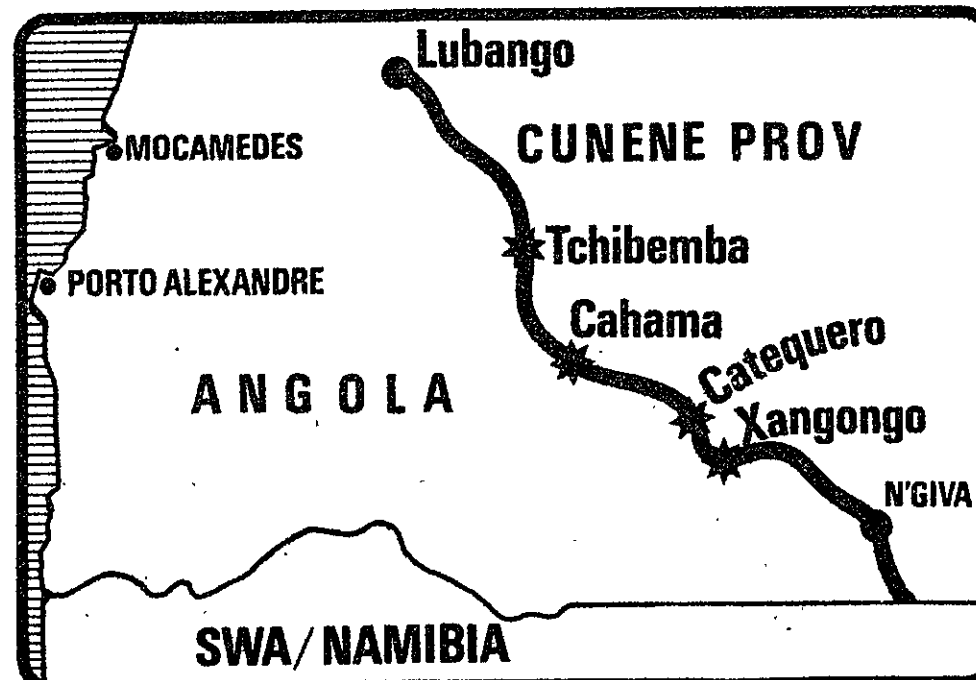 Lubango
CUNENE PROV
MOCAMEDES
Tchibemba
PORTO ALEXANDRE
Cahama
Catequero
ANGOLA
Xangongo
N'GIVA
SWA/NAMIBIA